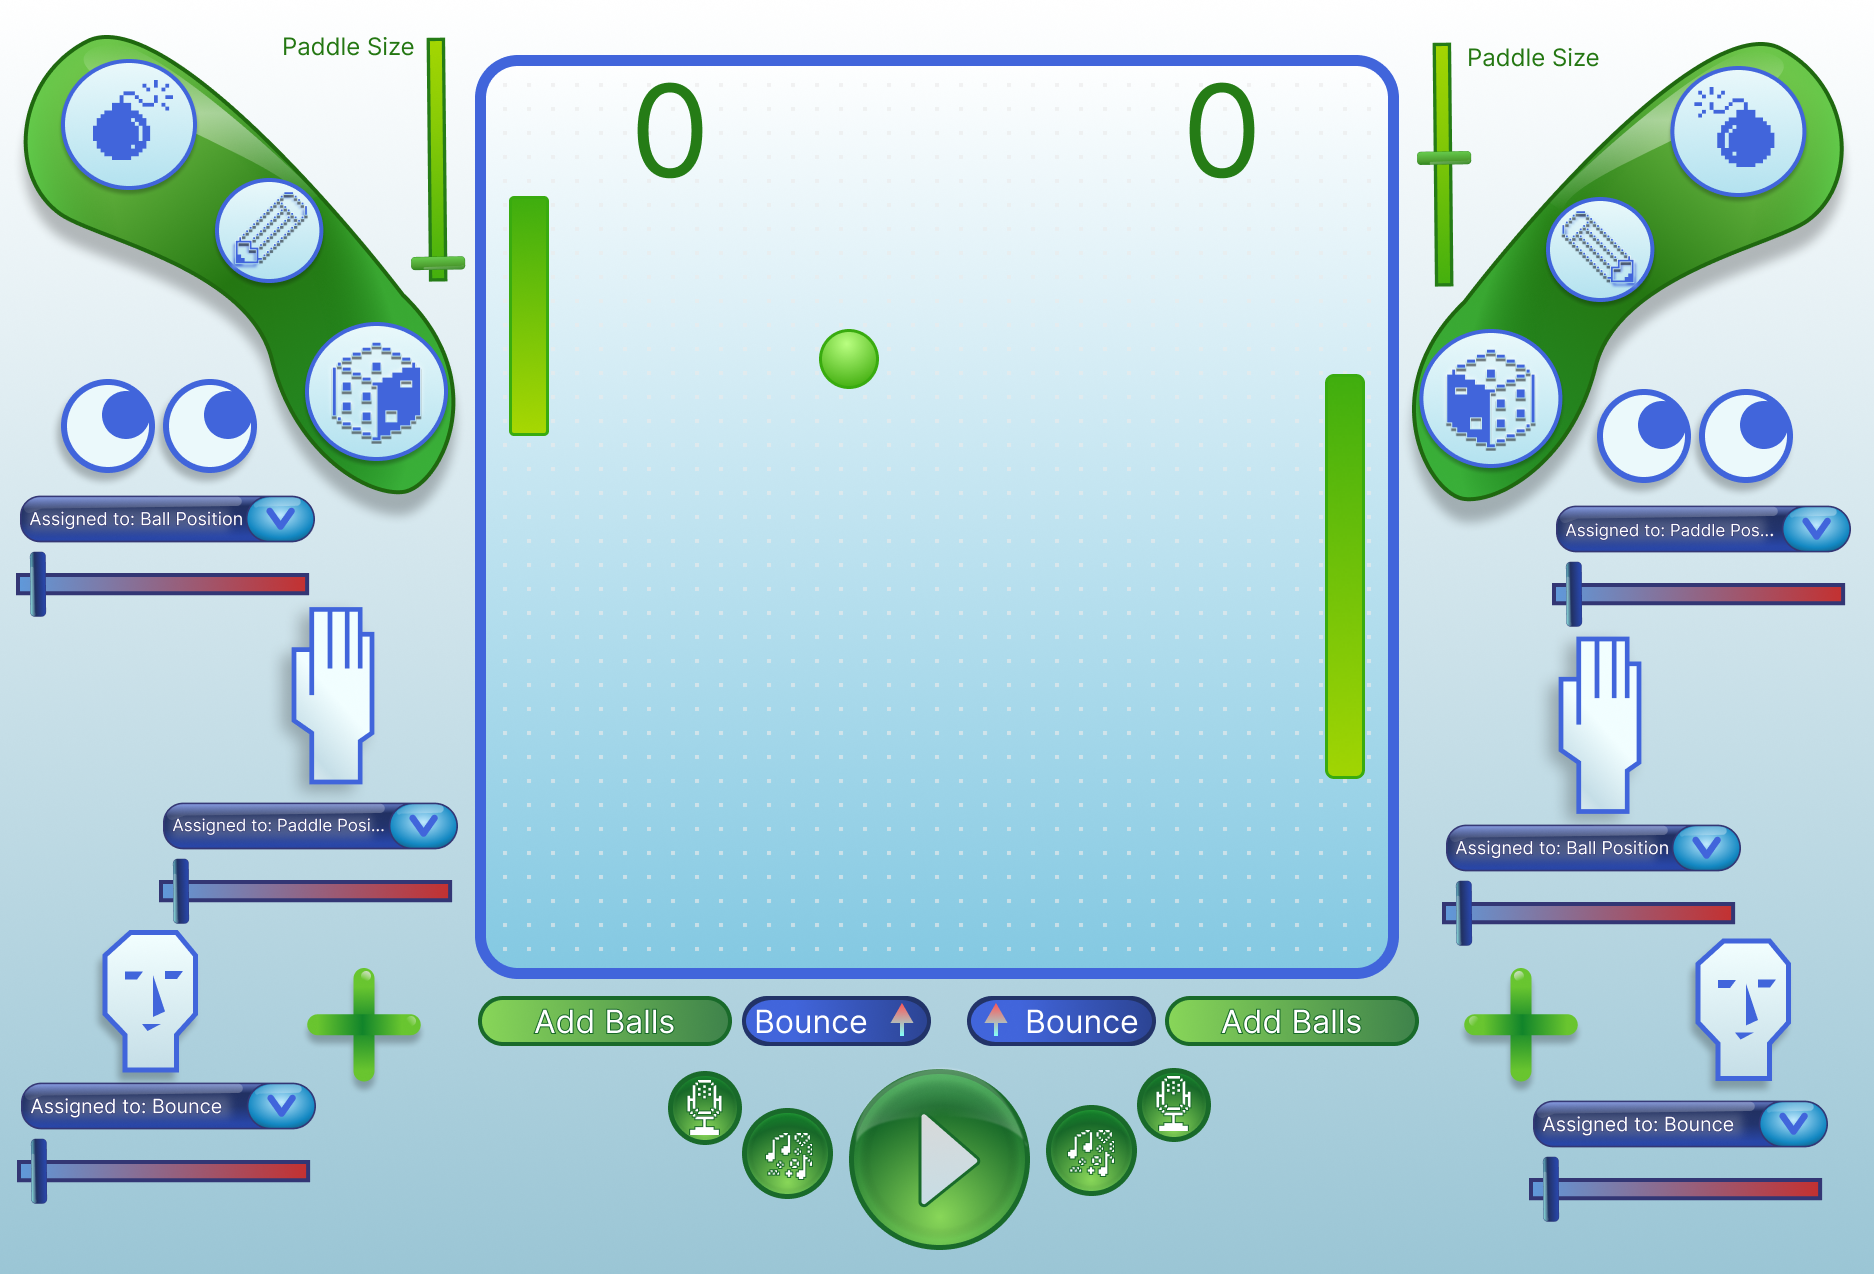 Paddle Size
Paddle Size
0
0
Assigned to: Ball Position
Assigned to: Paddle Pos...
Assigned to: Paddle Posi...
Assigned to: Ball Position
Add Balls
Bounce
Bounce
Add Balls
Assigned to: Bounce
Assigned to: Bounce